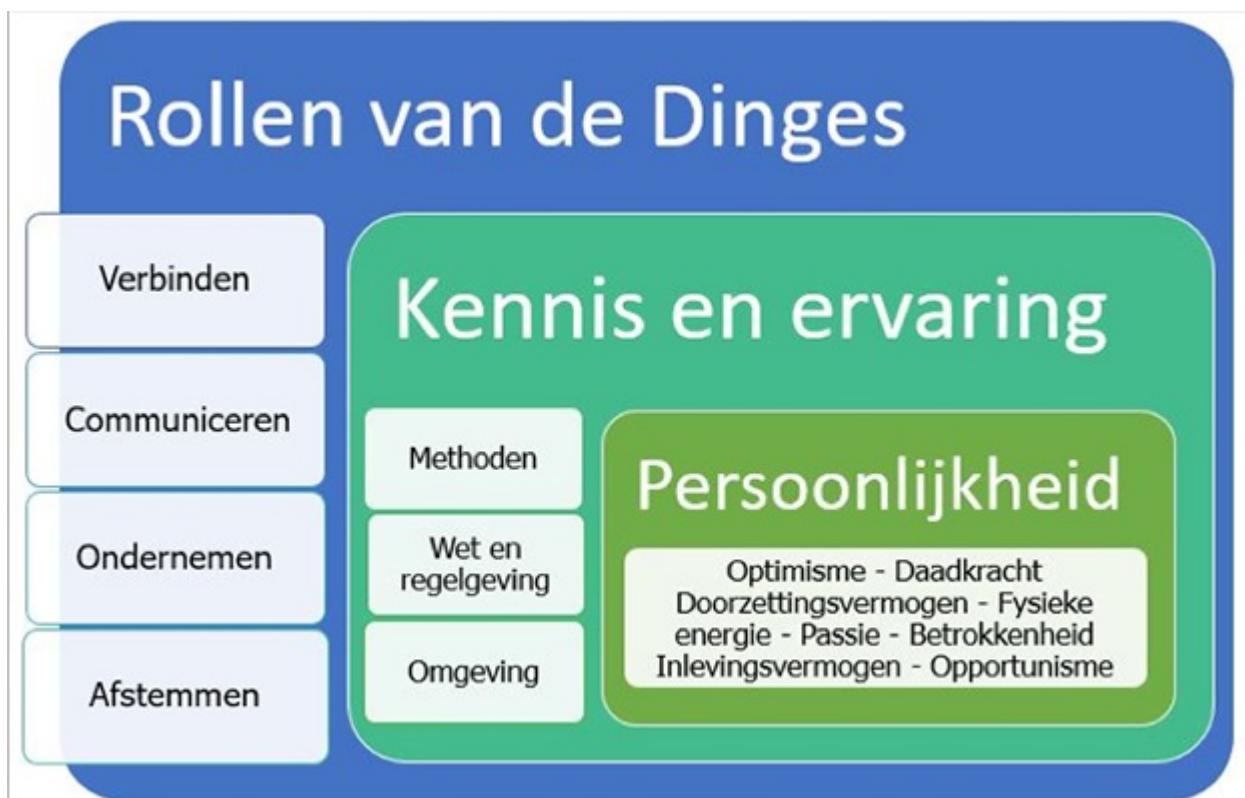 Rollen van de Dinges
Verbinden
Communiceren
Ondernemen
Afstemmen
Kennis en ervaring
Methoden
Wet en
regelgeving
Omgeving
Persoonlijkheid
Optimisme - Daadkracht
Doorzettingsvermogen - Fysieke
energie - Passie - Betrokkenheid
Inlevingsvermogen - Opportunisme